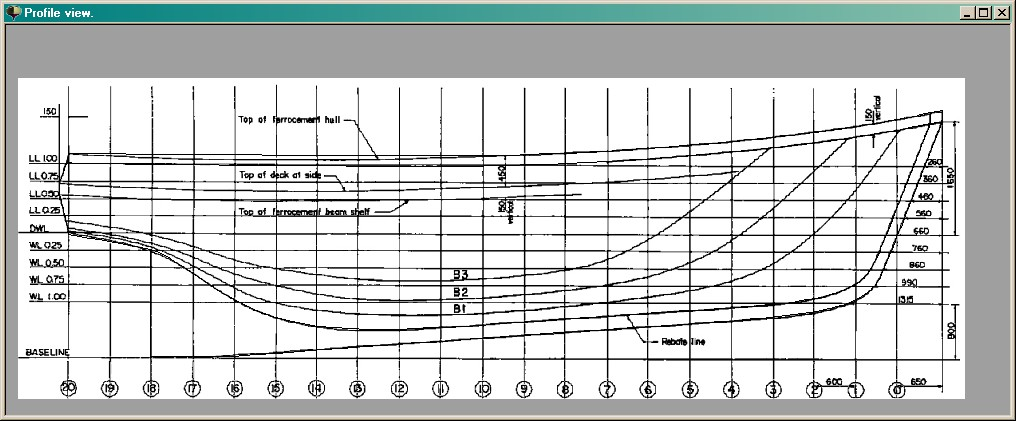 Profile view.
150
Top of ferrocement hull
150 vertical
LL 1.00
450
260
LL 0.75
Top of deck at side
360
1650
LL 0.50
460
LL 0.25
Top of ferrocement beam shelf
150 vertical
560
DWL
660
WL 0.25
760
WL 0.50
860
B3
WL 0.75
990
B2
WL 1.00
1315
B1
900
Rabate line
BASELINE
600
650
20 19 18 17 16 15 14 13 12 11 10 9 8 7 6 5 4 3 2 1 0